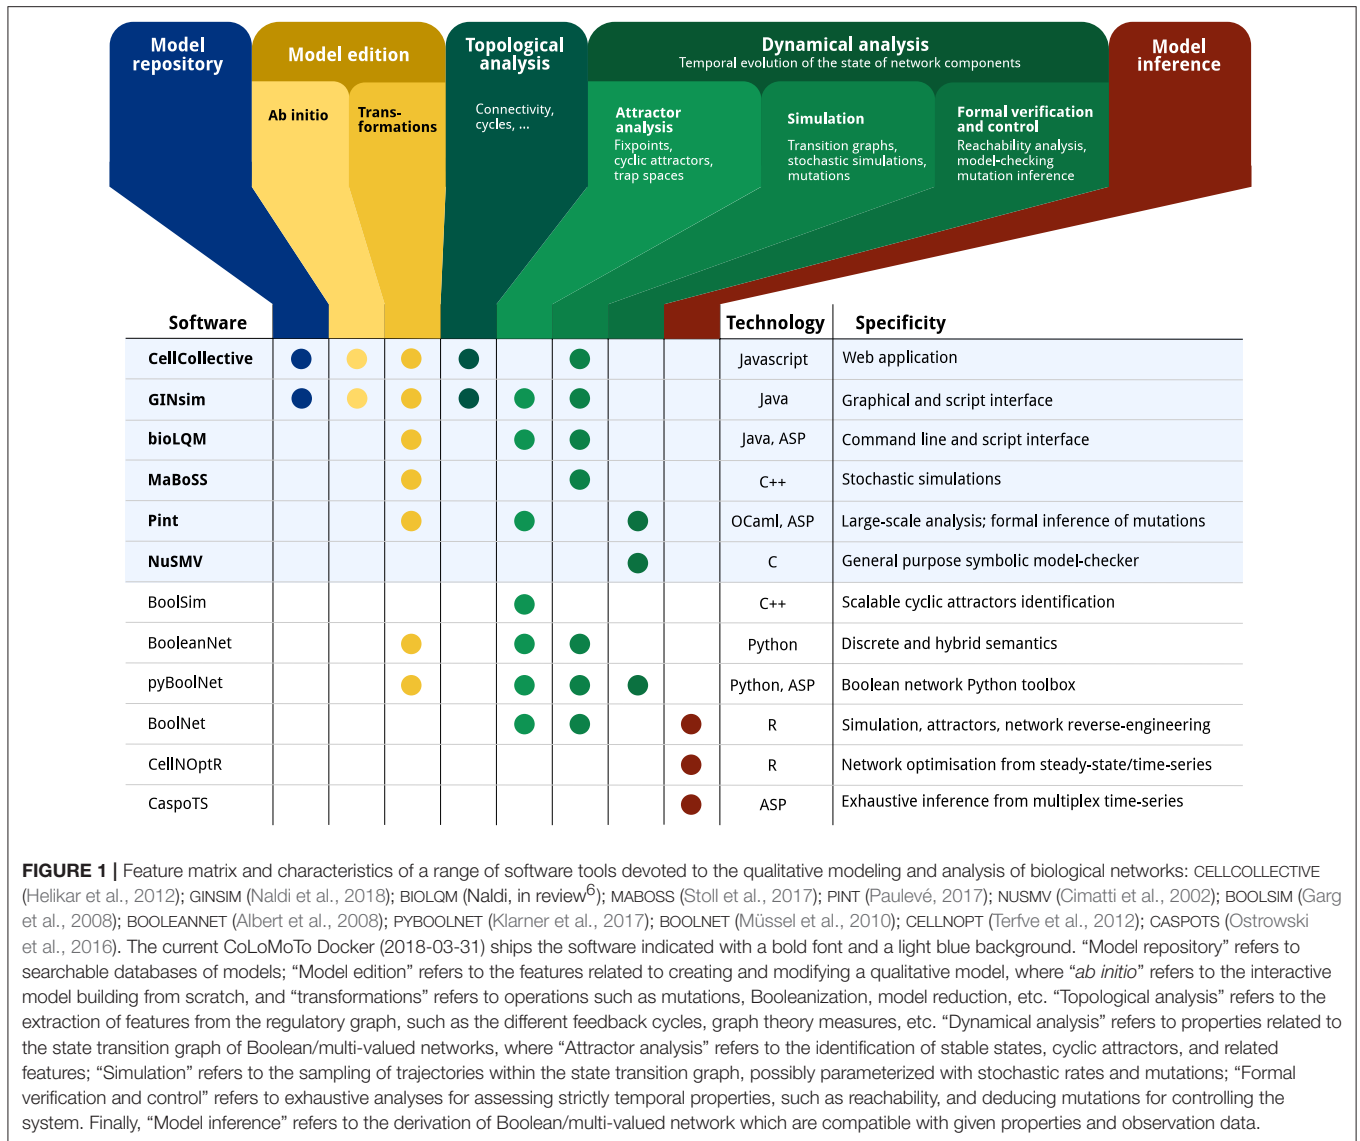 Model
repository
Model edition
Ab initio
Trans-
formations
Topological
analysis
Connectivity,
cycles, ...
Dynamical analysis
Temporal evolution of the state of network components
Attractor
analysis
Fixpoints,
cyclic attractors,
trap spaces
Simulation
Transition graphs,
stochastic simulations,
mutations
Formal verification
and control
Reachability analysis,
model-checking
mutation inference
Model
inference
Software Technology Specificity
CellCollective Javascript Web application
GINsim Java Graphical and script interface
bioLQM Java, ASP Command line and script interface
MaBoSS C++ Stochastic simulations
Pint OCaml, ASP Large-scale analysis; formal inference of mutations
NuSMV C General purpose symbolic model-checker
BoolSim C++ Scalable cyclic attractors identification
BooleanNet Python Discrete and hybrid semantics
pyBoolNet Python, ASP Boolean network Python toolbox
BoolNet R Simulation, attractors, network reverse-engineering
CellNOptR R Network optimisation from steady-state/time-series
CaspoTS ASP Exhaustive inference from multiplex time-series
FIGURE 1 | Feature matrix and characteristics of a range of software tools devoted to the qualitative modeling and analysis of biological networks: CELLCOLLECTIVE
(Helikar et al., 2012); GINSIM (Naldi et al., 2018); BIOLQM (Naldi, in review6); MABOSS (Stoll et al., 2017); PINT (Paulevé, 2017); NUSMV (Cimatti et al., 2002); BOOLSIM (Garg
et al., 2008); BOOLEANNET (Albert et al., 2008); PYBOOLNET (Klarner et al., 2017); BOOLNET (Müssel et al., 2010); CELLNOPT (Terfve et al., 2012); CASPOTS (Ostrowski
et al., 2016). The current CoLoMoTo Docker (2018-03-31) ships the software indicated with a bold font and a light blue background. “Model repository” refers to
searchable databases of models; “Model edition” refers to the features related to creating and modifying a qualitative model, where “ab initio” refers to the interactive
model building from scratch, and “transformations” refers to operations such as mutations, Booleanization, model reduction, etc. “Topological analysis” refers to the
extraction of features from the regulatory graph, such as the different feedback cycles, graph theory measures, etc. “Dynamical analysis” refers to properties related to
the state transition graph of Boolean/multi-valued networks, where “Attractor analysis” refers to the identification of stable states, cyclic attractors, and related
features; “Simulation” refers to the sampling of trajectories within the state transition graph, possibly parameterized with stochastic rates and mutations; “Formal
verification and control” refers to exhaustive analyses for assessing strictly temporal properties, such as reachability, and deducing mutations for controlling the
system. Finally, “Model inference” refers to the derivation of Boolean/multi-valued network which are compatible with given properties and observation data.